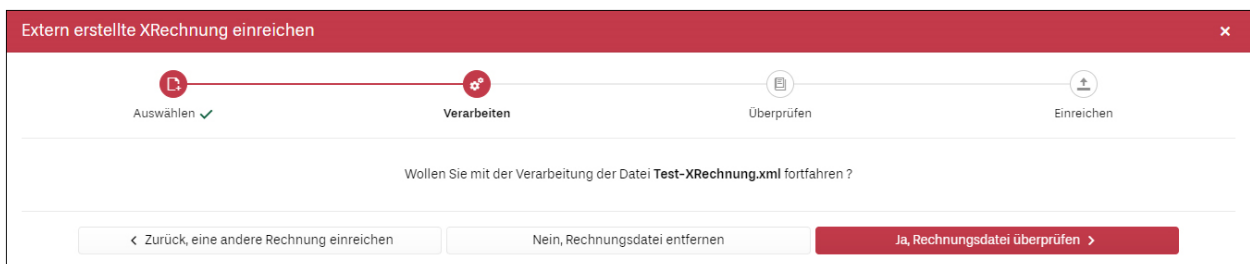 Extern erstellte XRechnung einreichen
Auswählen
Verarbeiten
Überprüfen
Einreichen
Wollen Sie mit der Verarbeitung der Datei Test-XRechnung.xml fortfahren ?
Zurück, eine andere Rechnung einreichen
Nein, Rechnungsdatei entfernen
Ja, Rechnungsdatei überprüfen